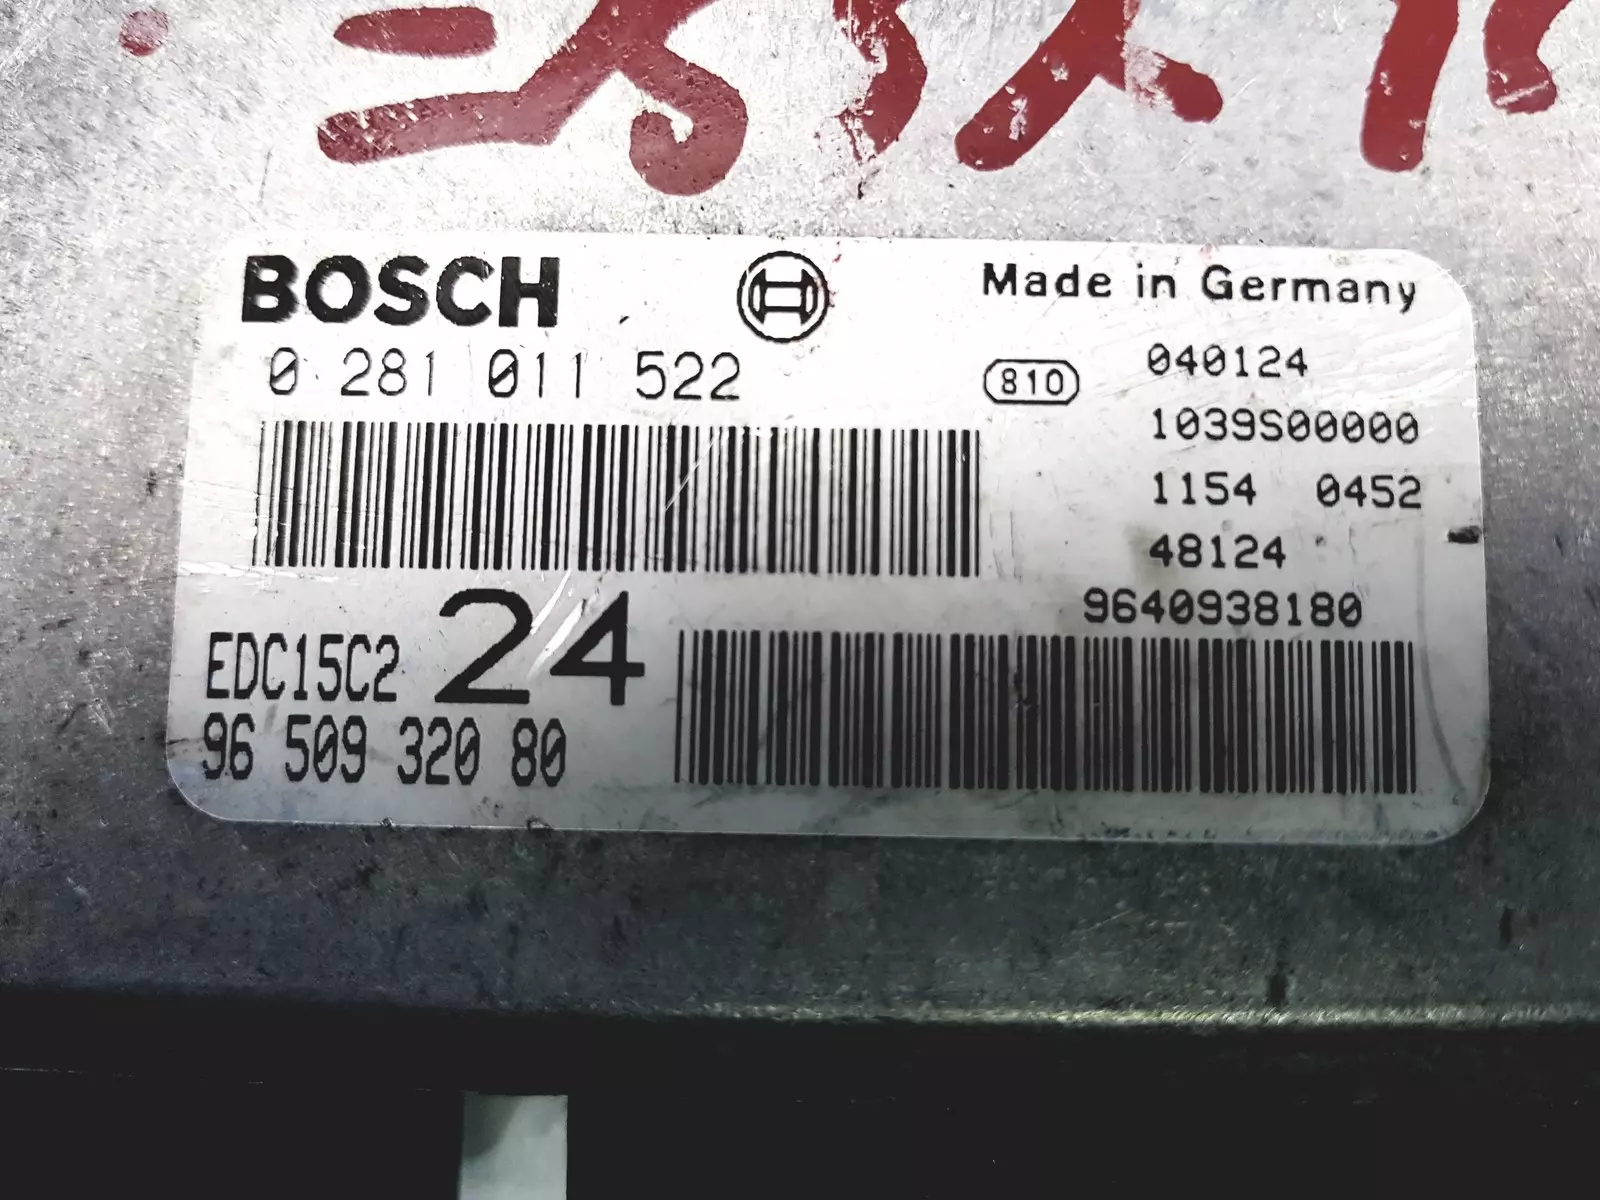 BOSCH
Made in Germany
0 281 011 522
810
040124
1039S00000
1154 0452
48124
9640938180
EDC15C2 24
96 509 320 80